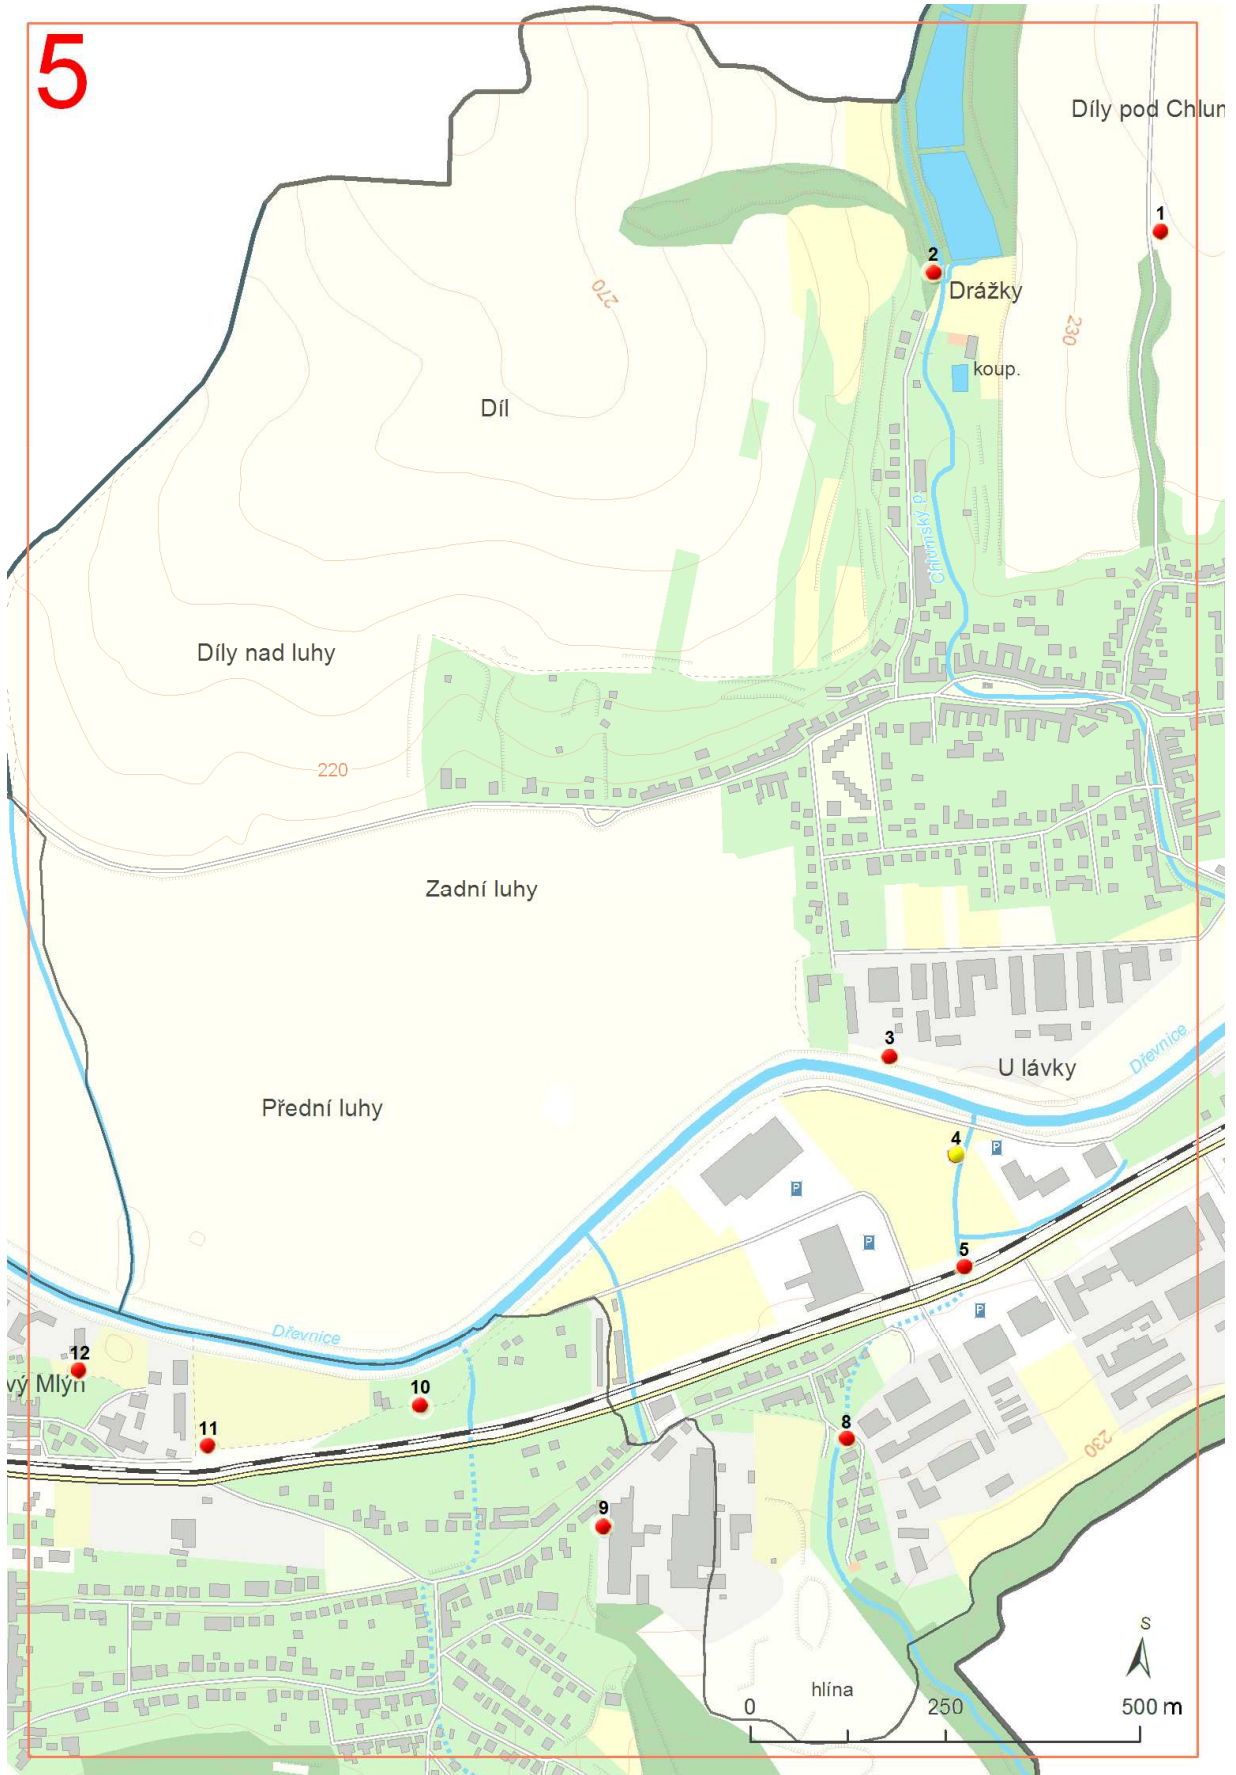 5
Díly pod Chlum
1
2
Drážky
270
230
koup.
Díl
Chlumský p.
Díly nad luhy
220
Zadní luhy
3
U lávky
Dřevnice
Přední luhy
4
P
P
5
P
P
Dřevnice
12
vý Mlýn
10
11
8
230
9
S
hlína
0 250 500 m